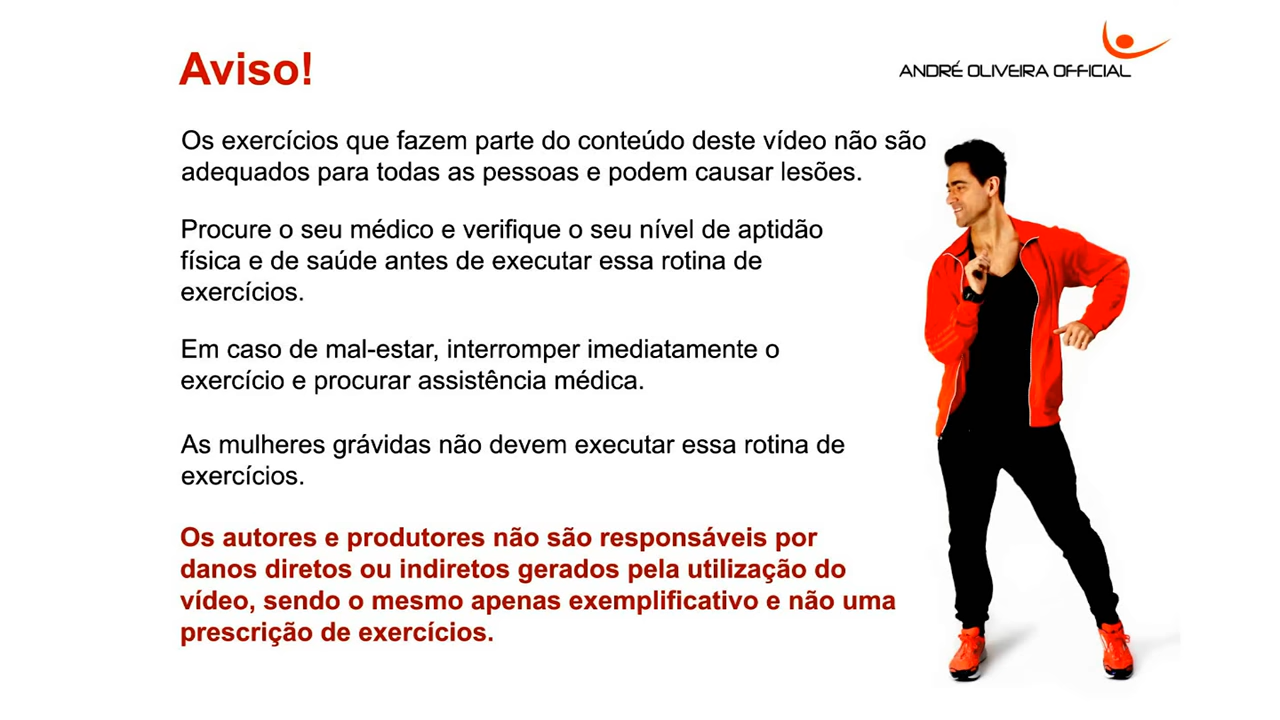 Aviso!
ANDRÉ OLIVEIRA OFFICIAL
Os exercícios que fazem parte do conteúdo deste vídeo não são
adequados para todas as pessoas e podem causar lesões.
Procure o seu médico e verifique o seu nível de aptidão
física e de saúde antes de executar essa rotina de
exercícios.
Em caso de mal-estar, interromper imediatamente o
exercício e procurar assistência médica.
As mulheres grávidas não devem executar essa rotina de
exercícios.
Os autores e produtores não são responsáveis por
danos diretos ou indiretos gerados pela utilização do
vídeo, sendo o mesmo apenas exemplificativo e não uma
prescrição de exercícios.